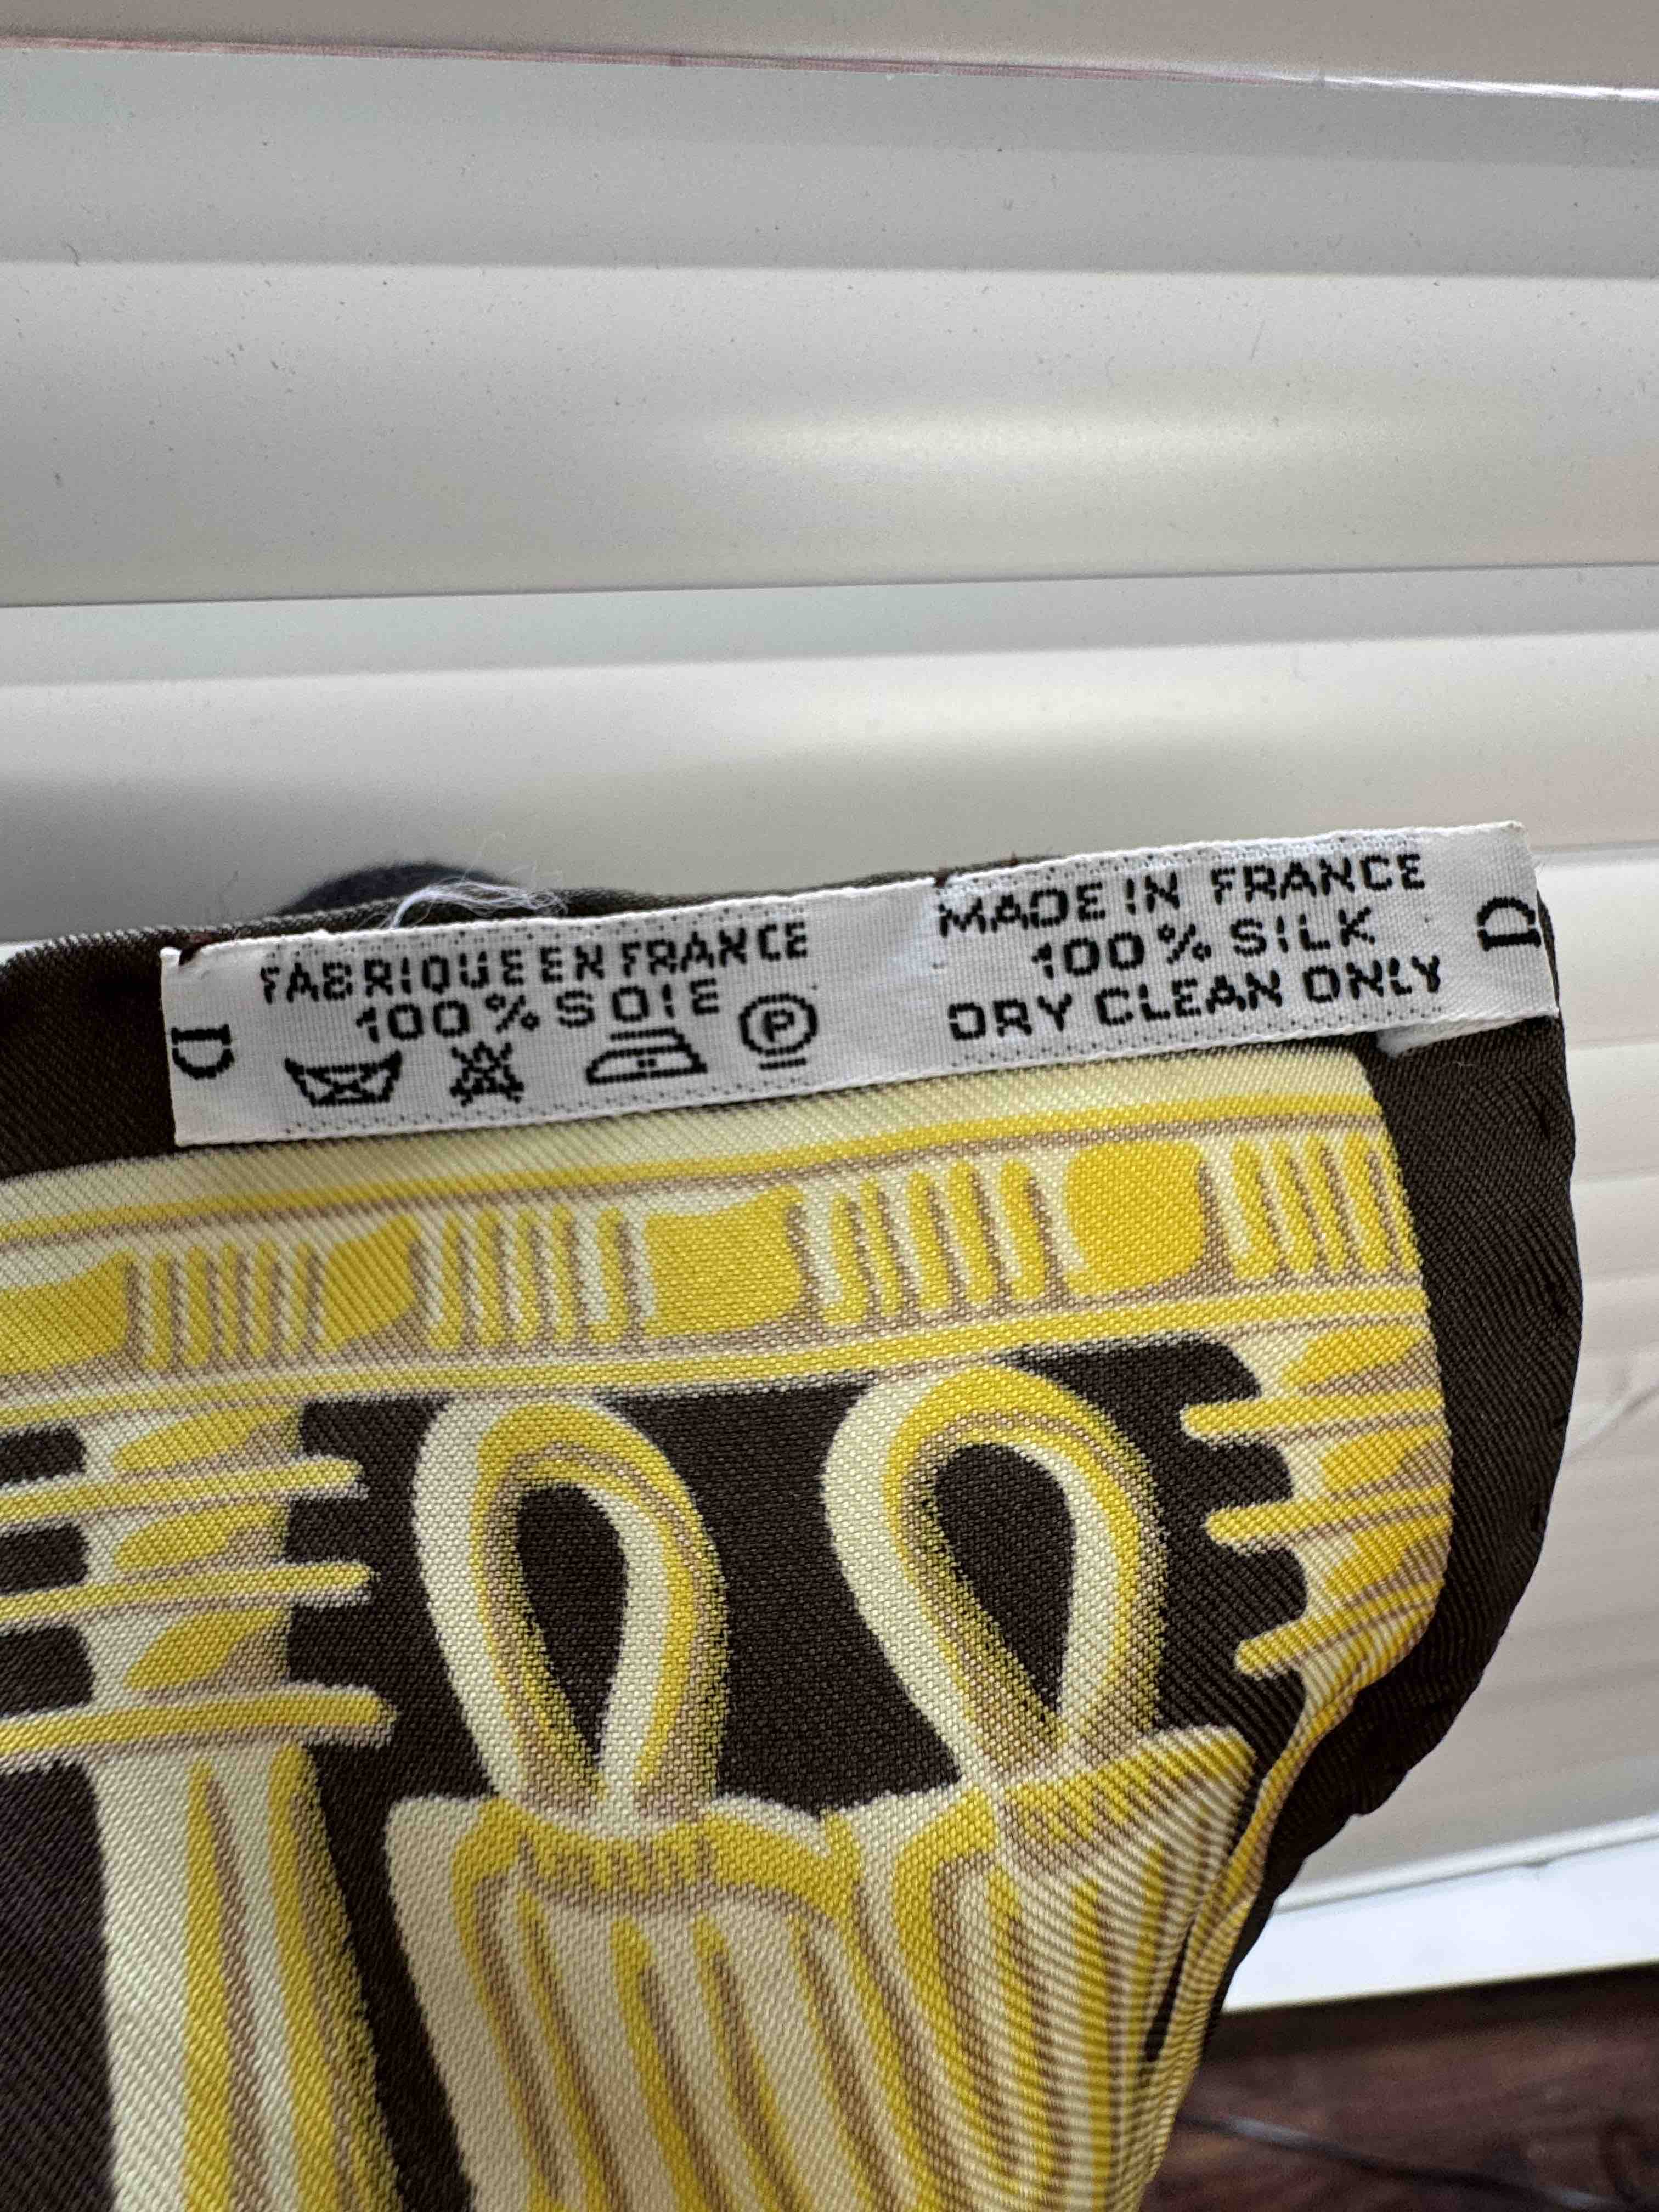 FABRIQUE EN FRANCE
100% SOIE
P
D
MADE IN FRANCE
100% SILK
DRY CLEAN ONLY
D